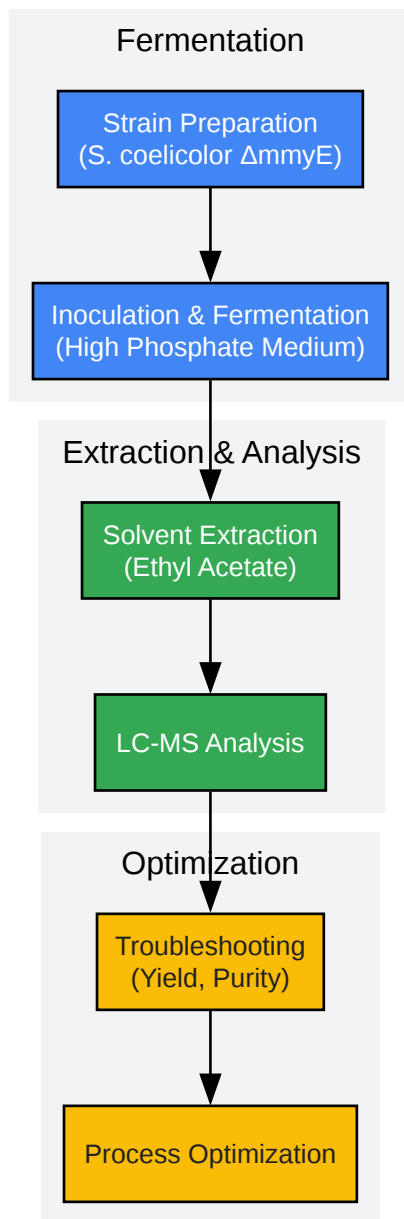 Fermentation
Strain Preparation
(S. coelicolor ΔmmyE)
Inoculation & Fermentation
(High Phosphate Medium)
Extraction & Analysis
Solvent Extraction
(Ethyl Acetate)
LC-MS Analysis
Optimization
Troubleshooting
(Yield, Purity)
Process Optimization